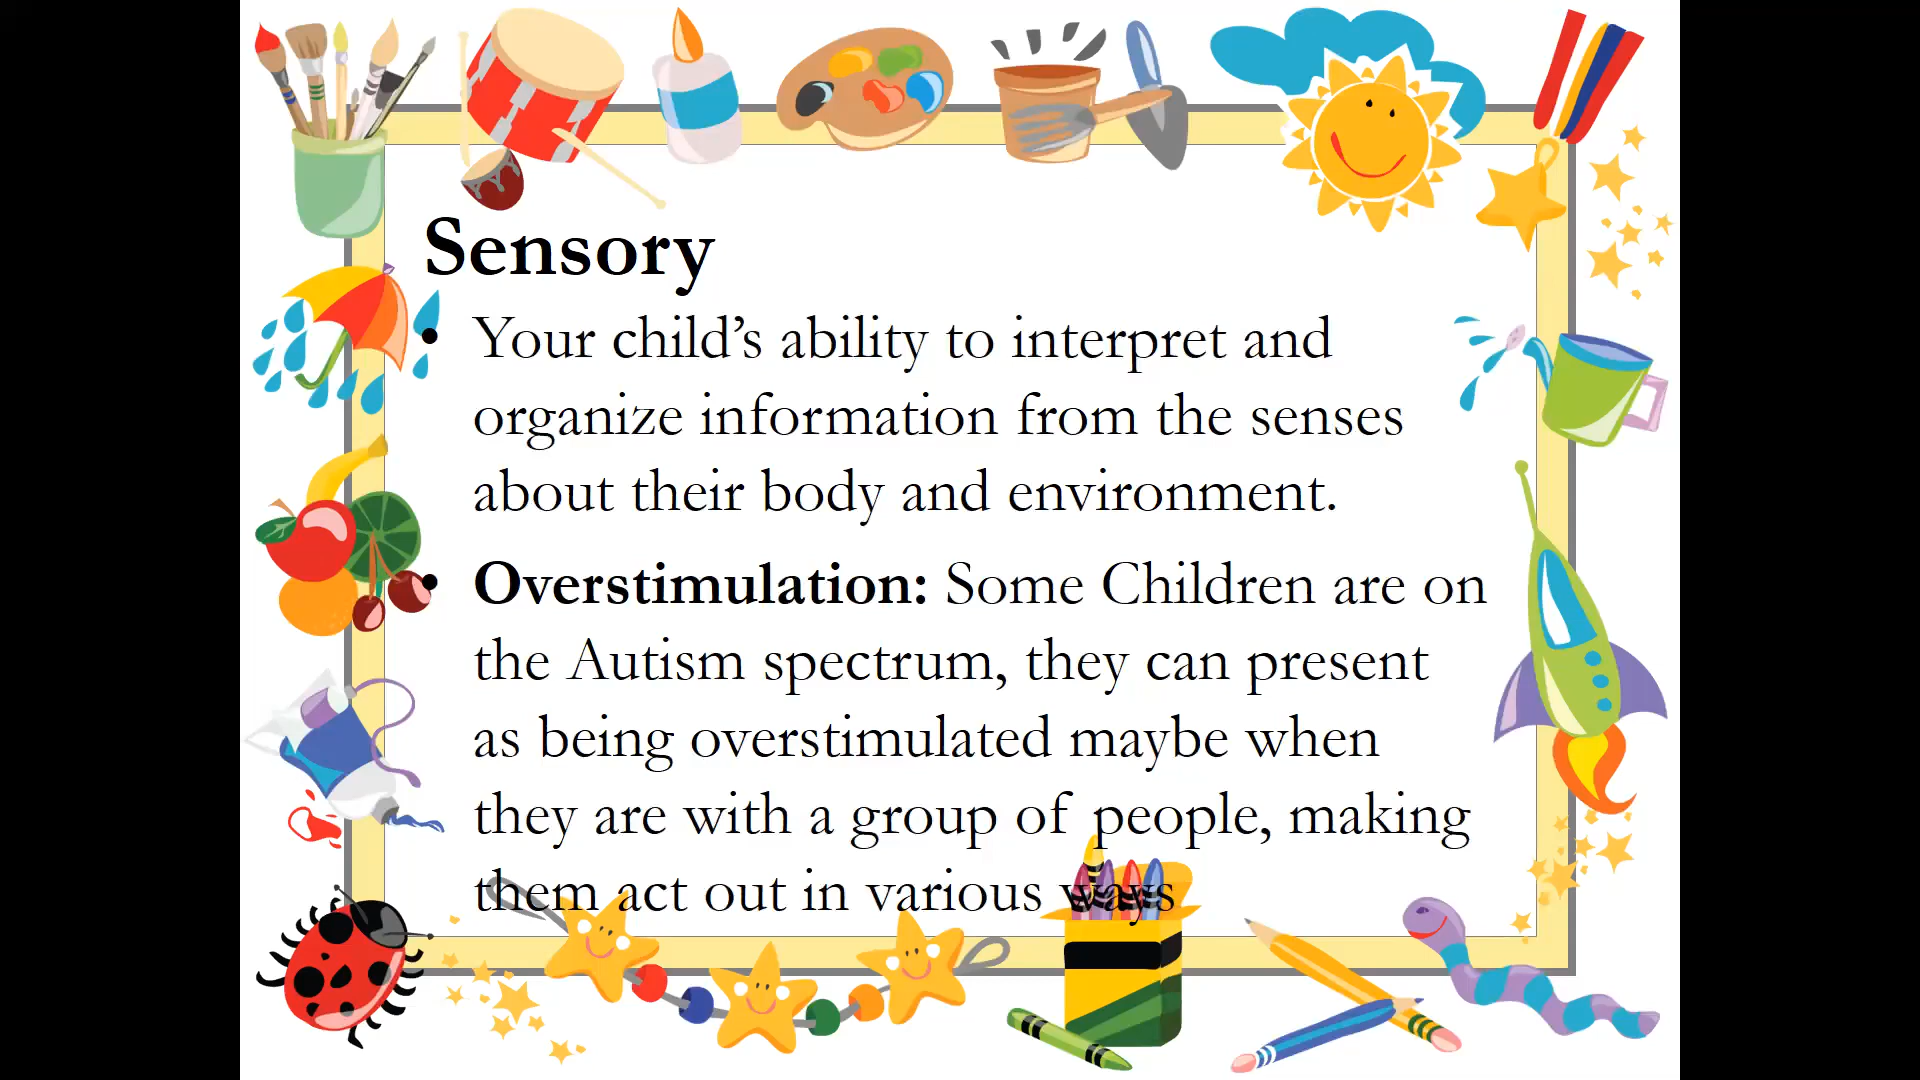 Sensory
• Your child’s ability to interpret and
organize information from the senses
about their body and environment.
• Overstimulation: Some Children are on
the Autism spectrum, they can present
as being overstimulated maybe when
they are with a group of people, making
them act out in various ways